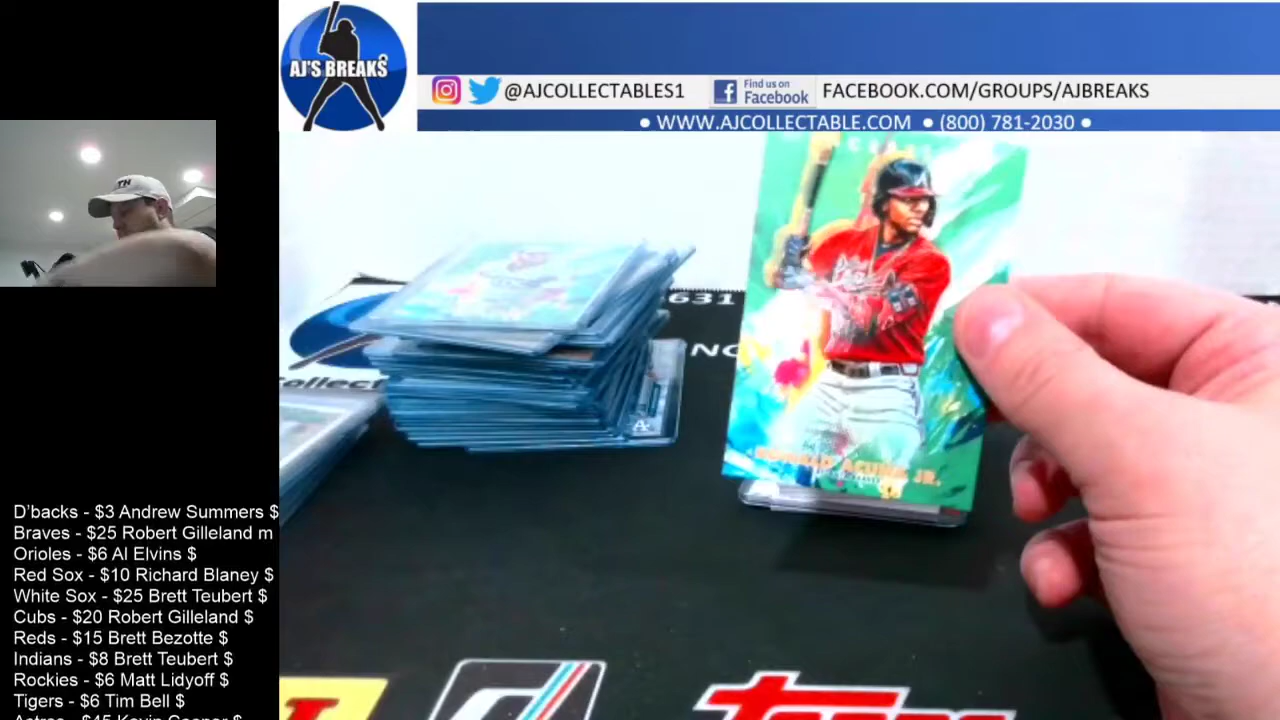 AJ'S BREAKS
@AJCOLLECTABLES1
Find us on
Facebook
FACEBOOK.COM/GROUPS/AJBREAKS
• WWW.AJCOLLECTABLE.COM • (800) 781-2030 •
631
NO
RONALD ACUÑA JR.
A
D'backs - $3 Andrew Summers $
Braves - $25 Robert Gilleland m
Orioles - $6 Al Elvins $
Red Sox - $10 Richard Blaney $
White Sox - $25 Brett Teubert $
Cubs - $20 Robert Gilleland $
Reds - $15 Brett Bezotte $
Indians - $8 Brett Teubert $
Rockies - $6 Matt Lidyoff $
Tigers - $6 Tim Bell $